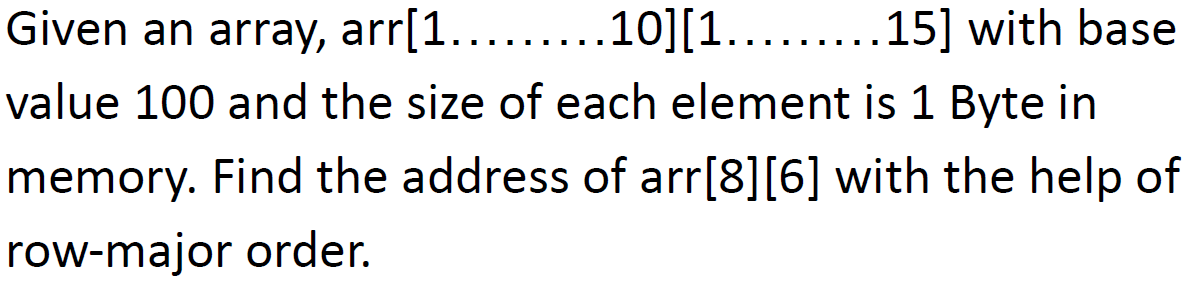 Given an array, arr[1.........10][1.........15] with base
value 100 and the size of each element is 1 Byte in
memory. Find the address of arr[8][6] with the help of
row-major order.